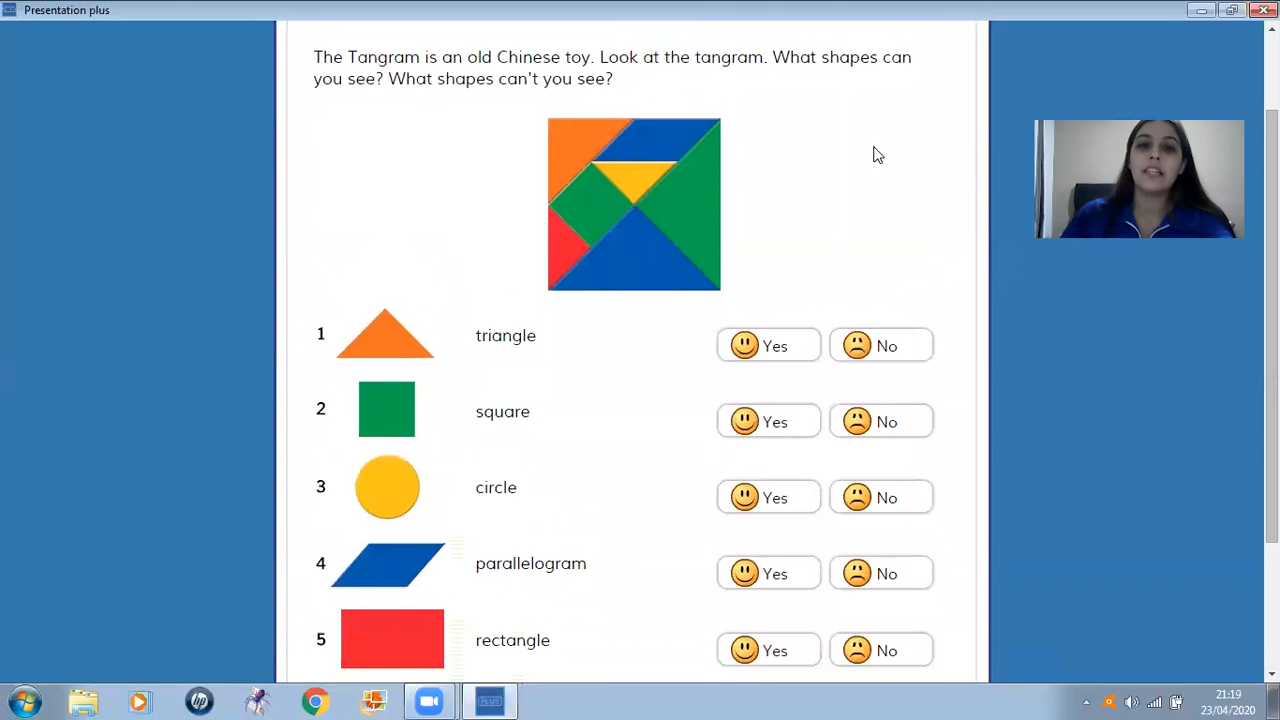 Presentation plus
The Tangram is an old Chinese toy. Look at the tangram. What shapes can
you see? What shapes can't you see?
1 triangle Yes No
2 square Yes No
3 circle Yes No
4 parallelogram Yes No
5 rectangle Yes No
21:19
23/04/2020